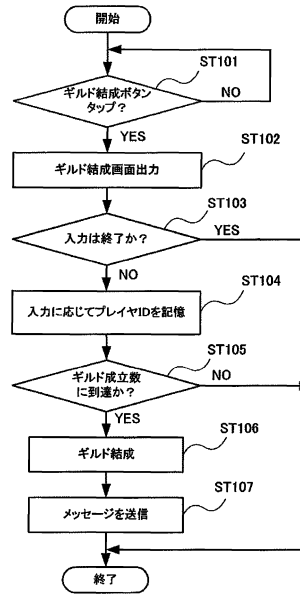 開始
ST101
ギルド結成ボタン
タップ？
NO
YES
ST102
ギルド結成画面出力
ST103
入力は終了か？
YES
NO
ST104
入力に応じてプレイヤIDを記憶
ST105
ギルド成立数
に到達か？
NO
YES
ST106
ギルド結成
ST107
メッセージを送信
終了